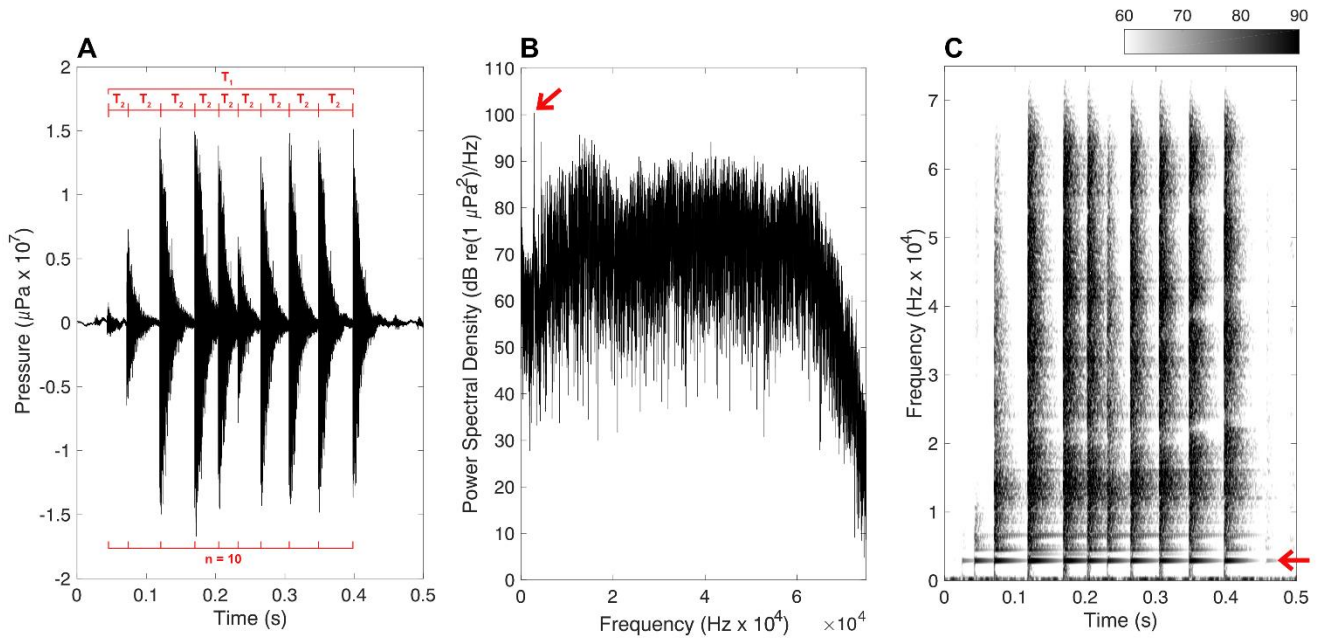 60 70 80 90
A B C
T1
T2 T2 T2 T2 T2 T2 T2 T2 T2
n = 10
2
1.5
1
0.5
0
-0.5
-1
-1.5
-2
Pressure (µPa x 10⁷)
0 0.1 0.2 0.3 0.4 0.5
Time (s)
110
100
90
80
70
60
50
40
30
20
10
0
Power Spectral Density (dB re(1 µPa²)/Hz)
0 2 4 6
Frequency (Hz x 10⁴) ×10⁴
7
6
5
4
3
2
1
0
Frequency (Hz x 10⁴)
0 0.1 0.2 0.3 0.4 0.5
Time (s)